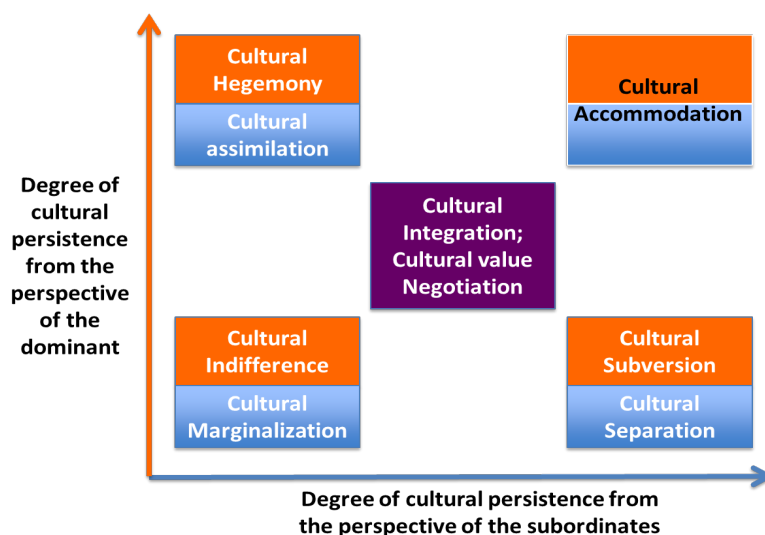 Cultural
Hegemony
Cultural
assimilation
Cultural
Accommodation
Degree of
cultural
persistence
from the
perspective
of the
dominant
Cultural
Integration;
Cultural value
Negotiation
Cultural
Indifference
Cultural
Marginalization
Cultural
Subversion
Cultural
Separation
Degree of cultural persistence from
the perspective of the subordinates